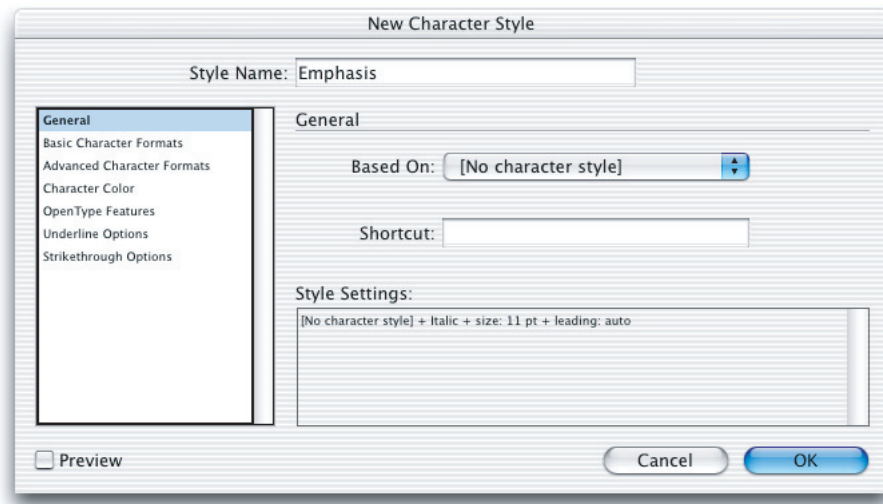 New Character Style
Style Name: Emphasis
General
Basic Character Formats
Advanced Character Formats
Character Color
OpenType Features
Underline Options
Strikethrough Options
General
Based On: [No character style]
Shortcut:
Style Settings:
[No character style] + Italic + size: 11 pt + leading: auto
Preview
Cancel
OK